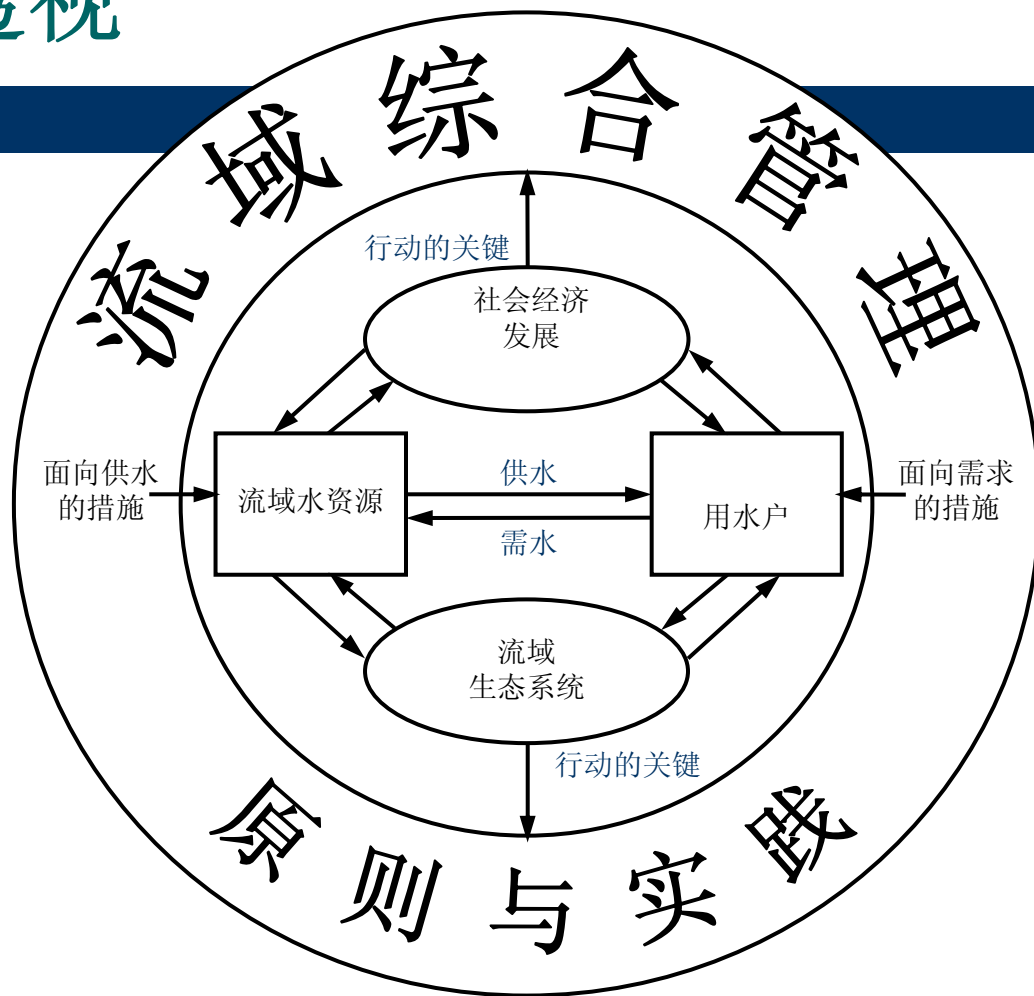 视
流域综合管理
行动的关键
社会经济
发展
面向供水
的措施
流域水资源
供水
需水
用水户
面向需求
的措施
流域
生态系统
行动的关键
原则与实践